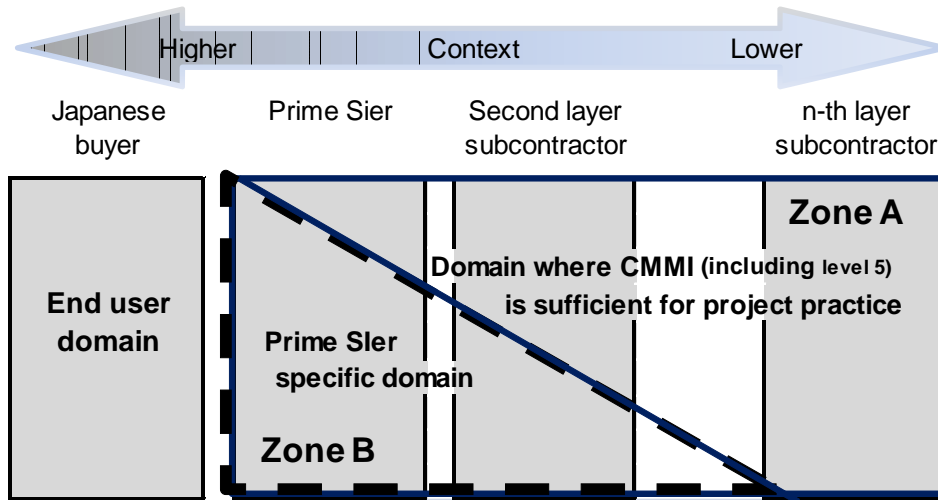 Higher Context Lower
Japanese
buyer
Prime Sier
Second layer
subcontractor
n-th layer
subcontractor
Zone A
Domain where CMMI (including level 5)
is sufficient for project practice
End user
domain
Prime SIer
specific domain
Zone B